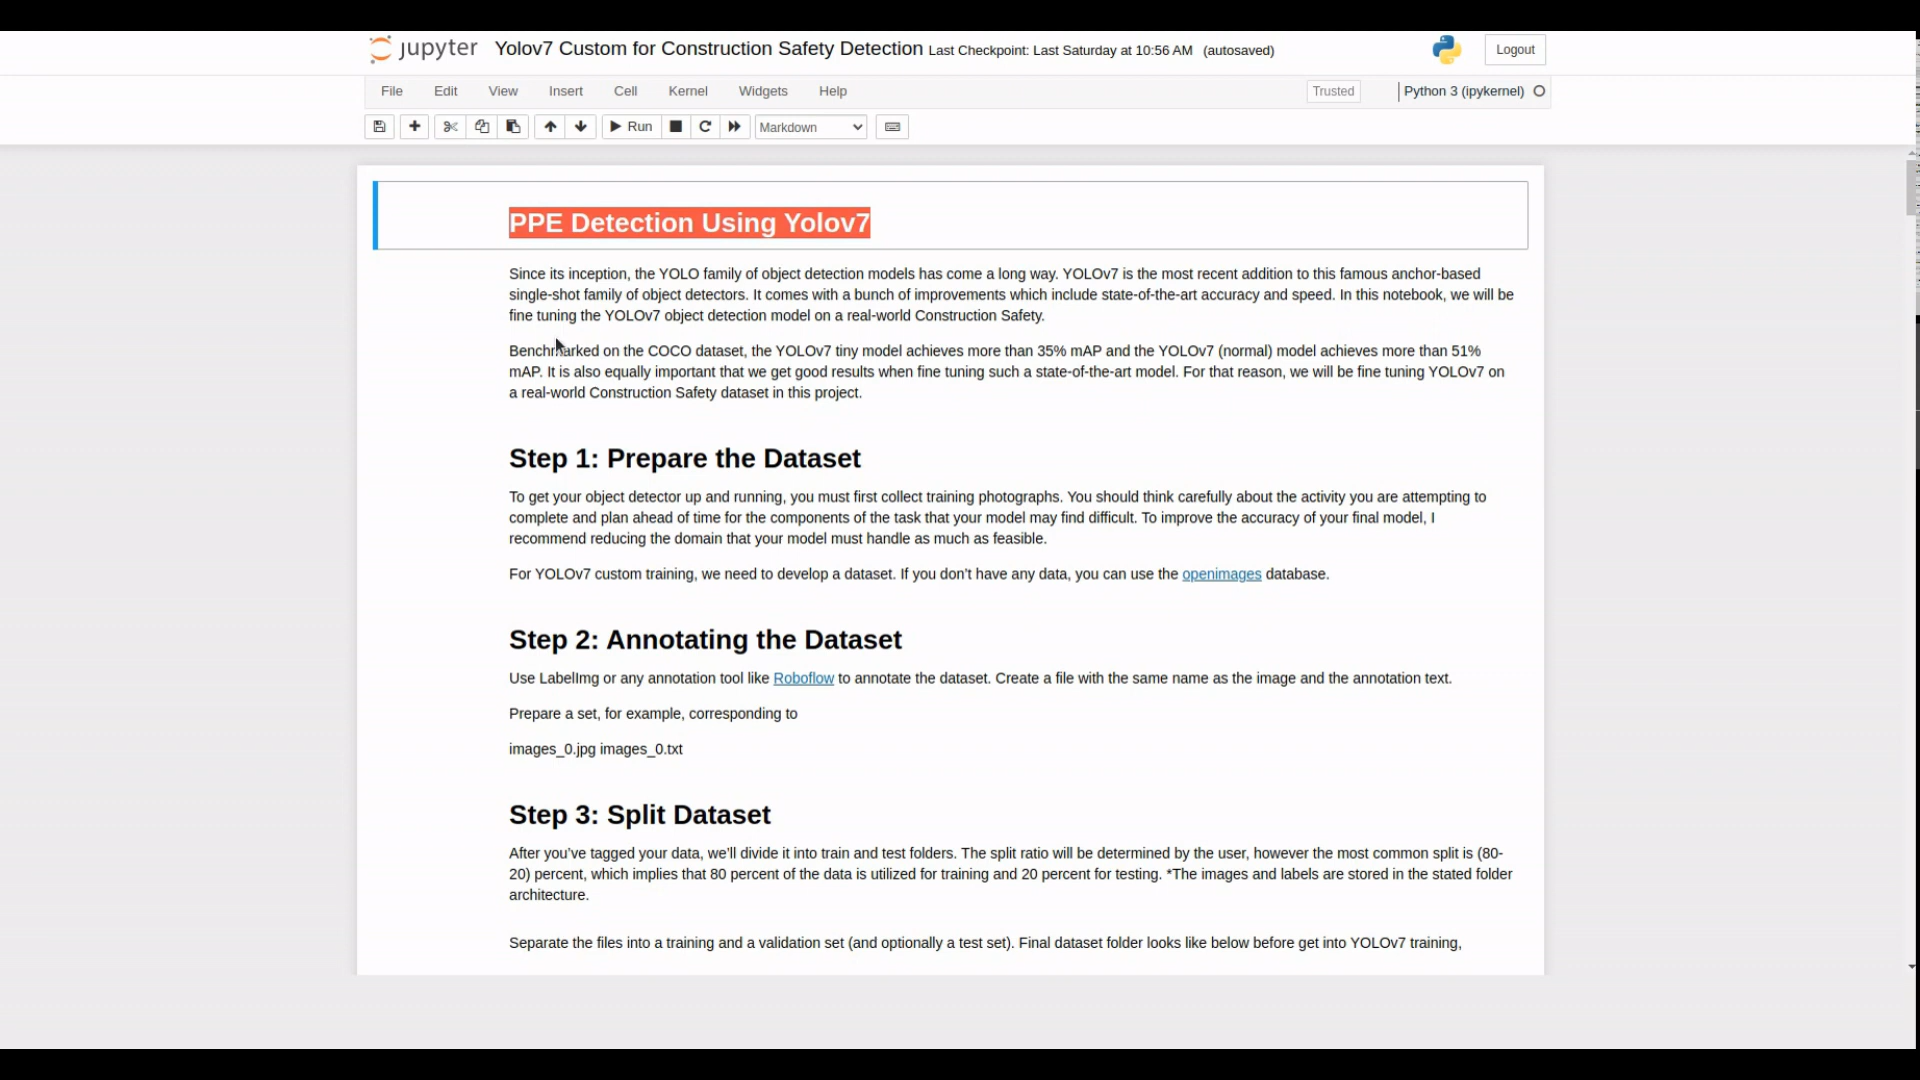 jupyter Yolov7 Custom for Construction Safety Detection Last Checkpoint: Last Saturday at 10:56 AM (autosaved) Logout
File Edit View Insert Cell Kernel Widgets Help Trusted Python 3 (ipykernel)
Run Markdown
PPE Detection Using Yolov7
Since its inception, the YOLO family of object detection models has come a long way. YOLOv7 is the most recent addition to this famous anchor-based
single-shot family of object detectors. It comes with a bunch of improvements which include state-of-the-art accuracy and speed. In this notebook, we will be
fine tuning the YOLOv7 object detection model on a real-world Construction Safety.
Benchmarked on the COCO dataset, the YOLOv7 tiny model achieves more than 35% mAP and the YOLOv7 (normal) model achieves more than 51%
mAP. It is also equally important that we get good results when fine tuning such a state-of-the-art model. For that reason, we will be fine tuning YOLOv7 on
a real-world Construction Safety dataset in this project.
Step 1: Prepare the Dataset
To get your object detector up and running, you must first collect training photographs. You should think carefully about the activity you are attempting to
complete and plan ahead of time for the components of the task that your model may find difficult. To improve the accuracy of your final model, I
recommend reducing the domain that your model must handle as much as feasible.
For YOLOv7 custom training, we need to develop a dataset. If you don't have any data, you can use the openimages database.
Step 2: Annotating the Dataset
Use LabelImg or any annotation tool like Roboflow to annotate the dataset. Create a file with the same name as the image and the annotation text.
Prepare a set, for example, corresponding to
images_0.jpg images_0.txt
Step 3: Split Dataset
After you've tagged your data, we'll divide it into train and test folders. The split ratio will be determined by the user, however the most common split is (80-
20) percent, which implies that 80 percent of the data is utilized for training and 20 percent for testing. *The images and labels are stored in the stated folder
architecture.
Separate the files into a training and a validation set (and optionally a test set). Final dataset folder looks like below before get into YOLOv7 training,